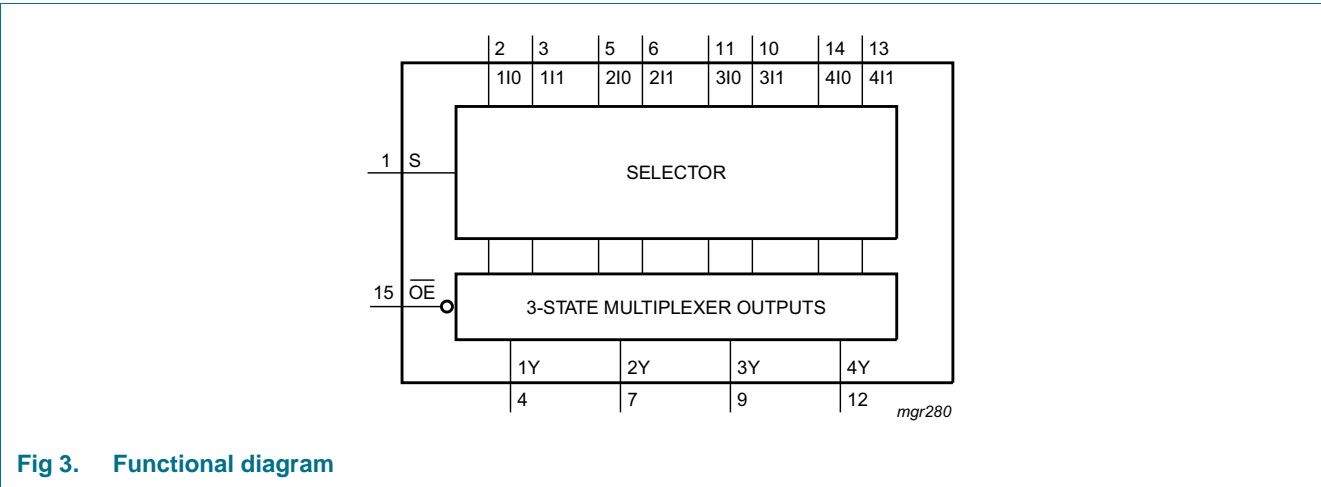 2 3 5 6 11 10 14 13
1I0 1I1 2I0 2I1 3I0 3I1 4I0 4I1
1 S
SELECTOR
15 O̅E̅
3-STATE MULTIPLEXER OUTPUTS
1Y 2Y 3Y 4Y
4 7 9 12
mgr280
Fig 3. Functional diagram